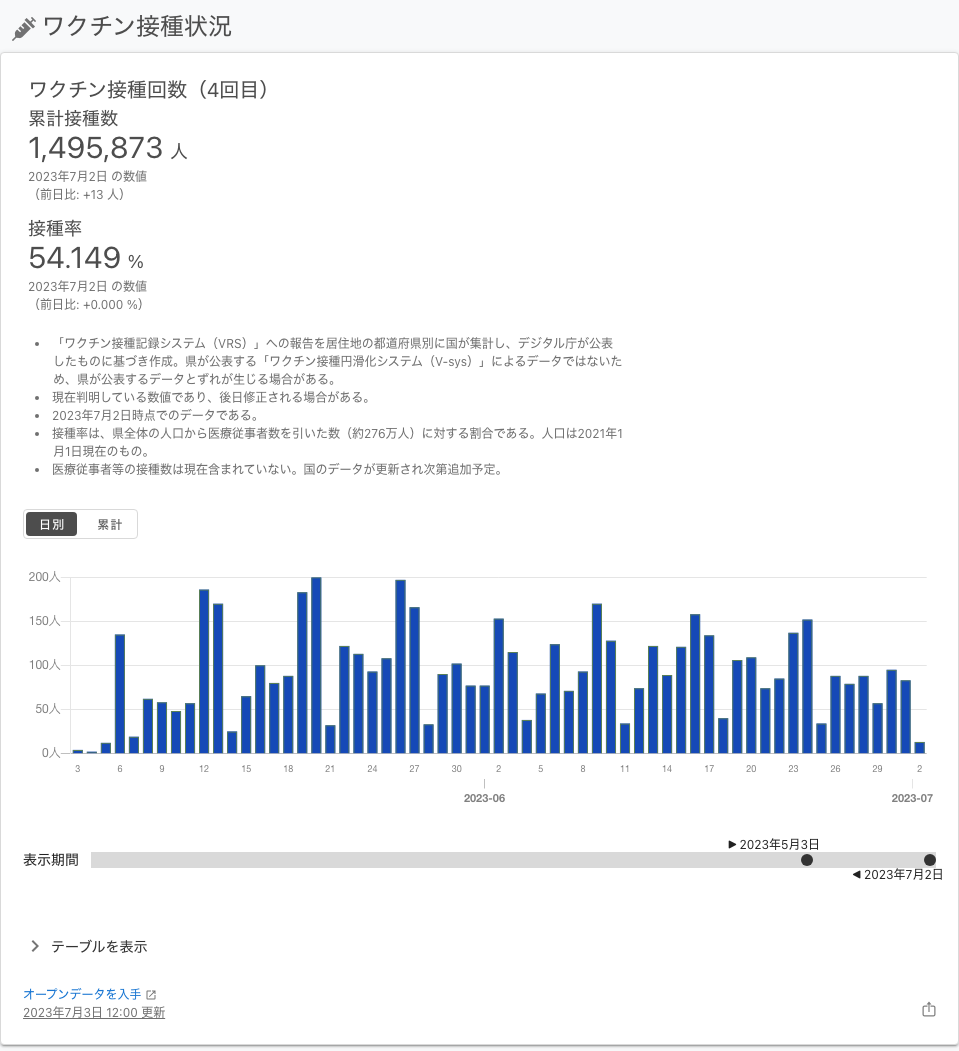 ワクチン接種状況
ワクチン接種回数（4回目）
累計接種数
1,495,873 人
2023年7月2日 の数値
（前日比: +13 人）
接種率
54.149 %
2023年7月2日 の数値
（前日比: +0.000 %）
• 「ワクチン接種記録システム（VRS）」への報告を居住地の都道府県別に国が集計し、デジタル庁が公表
したものに基づき作成。県が公表する「ワクチン接種円滑化システム（V-sys）」によるデータではないた
め、県が公表するデータとずれが生じる場合がある。
• 現在判明している数値であり、後日修正される場合がある。
• 2023年7月2日時点でのデータである。
• 接種率は、県全体の人口から医療従事者数を引いた数（約276万人）に対する割合である。人口は2021年1
月1日現在のもの。
• 医療従事者等の接種数は現在含まれていない。国のデータが更新され次第追加予定。
日別 累計
200人
150人
100人
50人
0人
3 6 9 12 15 18 21 24 27 30 2 5 8 11 14 17 20 23 26 29 2
2023-06 2023-07
▶ 2023年5月3日
表示期間
◀ 2023年7月2日
テーブルを表示
オープンデータを入手
2023年7月3日 12:00 更新